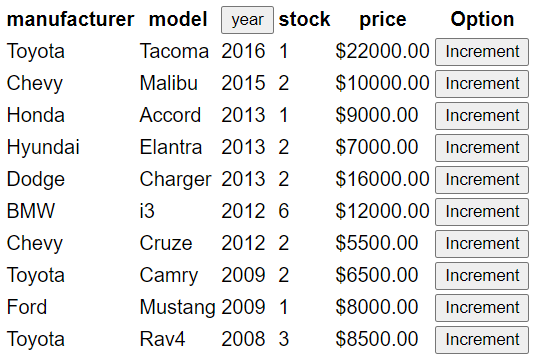 manufacturer model year stock price Option
Toyota Tacoma 2016 1 $22000.00 Increment
Chevy Malibu 2015 2 $10000.00 Increment
Honda Accord 2013 1 $9000.00 Increment
Hyundai Elantra 2013 2 $7000.00 Increment
Dodge Charger 2013 2 $16000.00 Increment
BMW i3 2012 6 $12000.00 Increment
Chevy Cruze 2012 2 $5500.00 Increment
Toyota Camry 2009 2 $6500.00 Increment
Ford Mustang 2009 1 $8000.00 Increment
Toyota Rav4 2008 3 $8500.00 Increment